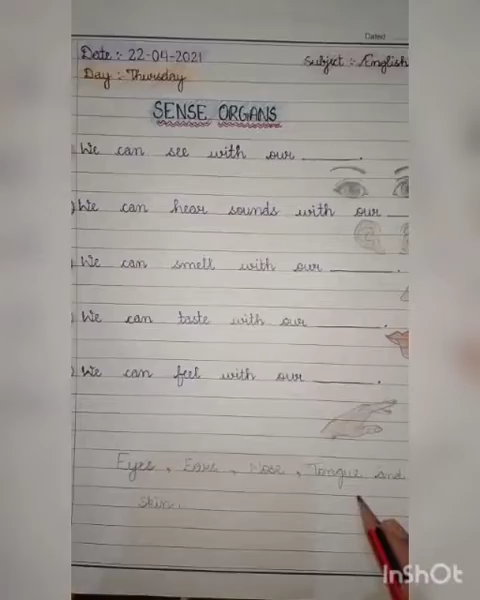 Dated
Date :- 22-04-2021
Subject :- English
Day :- Thursday
SENSE ORGANS
We can see with our ______.
We can hear sounds with our __
We can smell with our ______.
We can taste with our ______.
We can feel with our ______.
Eyes, Ears, Nose, Tongue and
skin.
InShOt